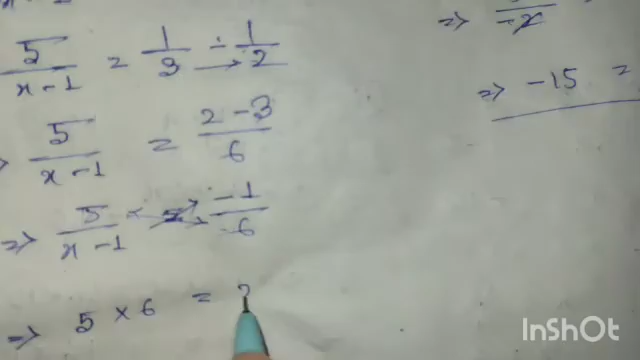 5/(x-1) = 1/3 - 1/2
⇒ 5/(x-1) = (2-3)/6
⇒ 5/(x-1) = -1/6
⇒ 5 × 6 =
⇒ -15 =
InShOt